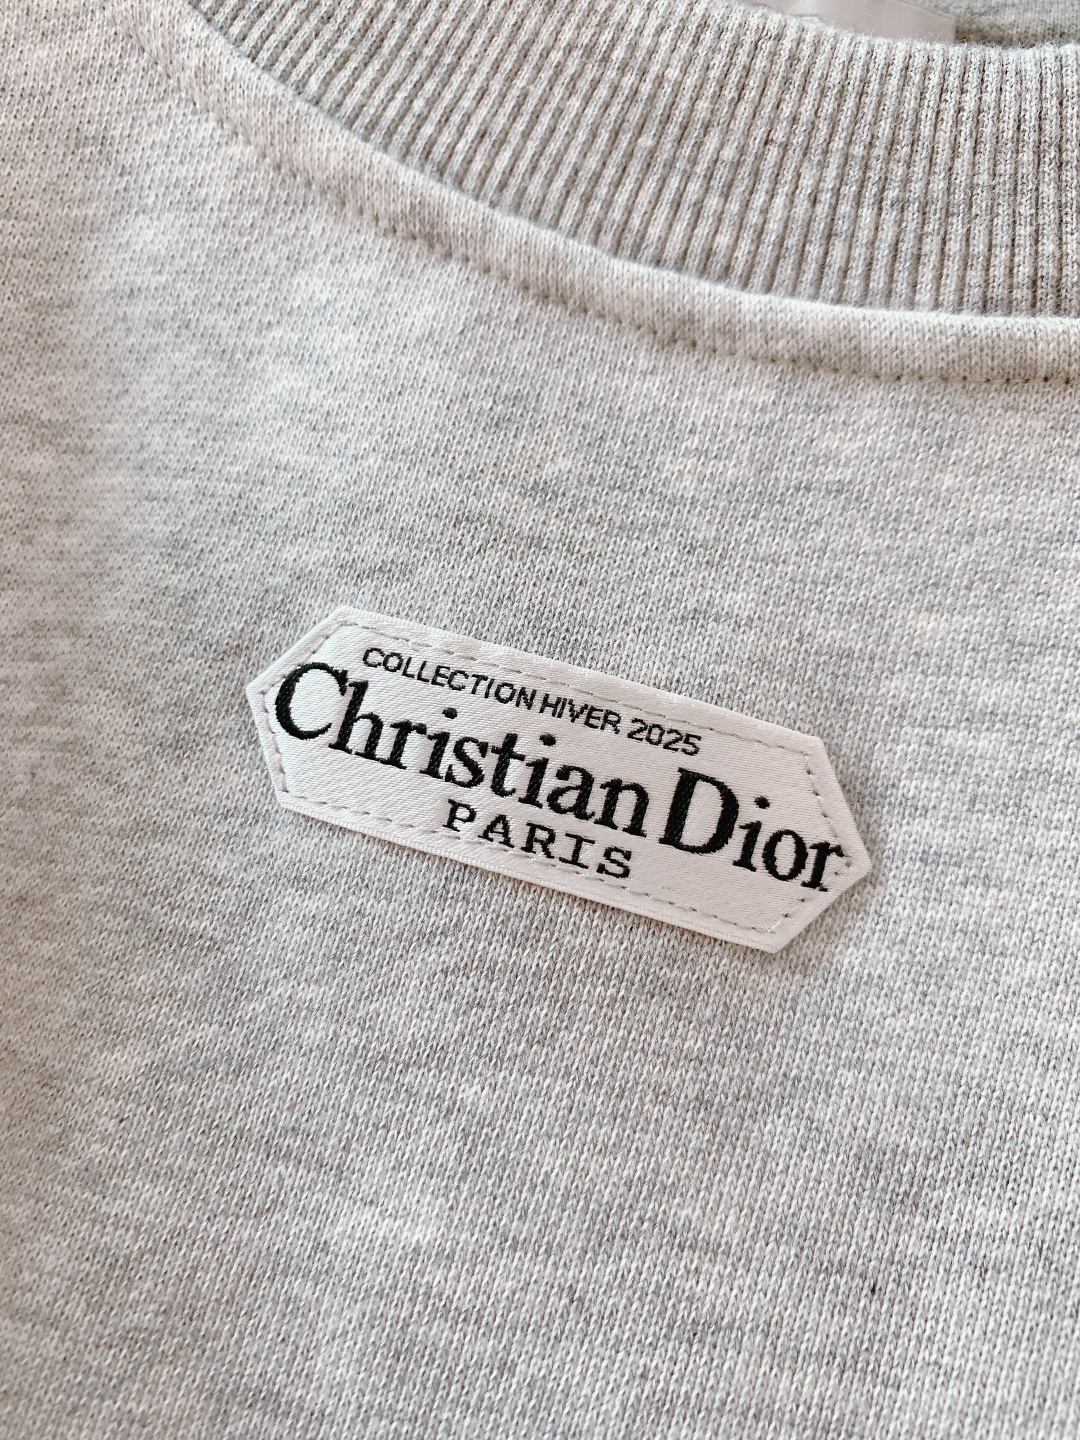 COLLECTION HIVER 2025
Christian Dior
PARIS